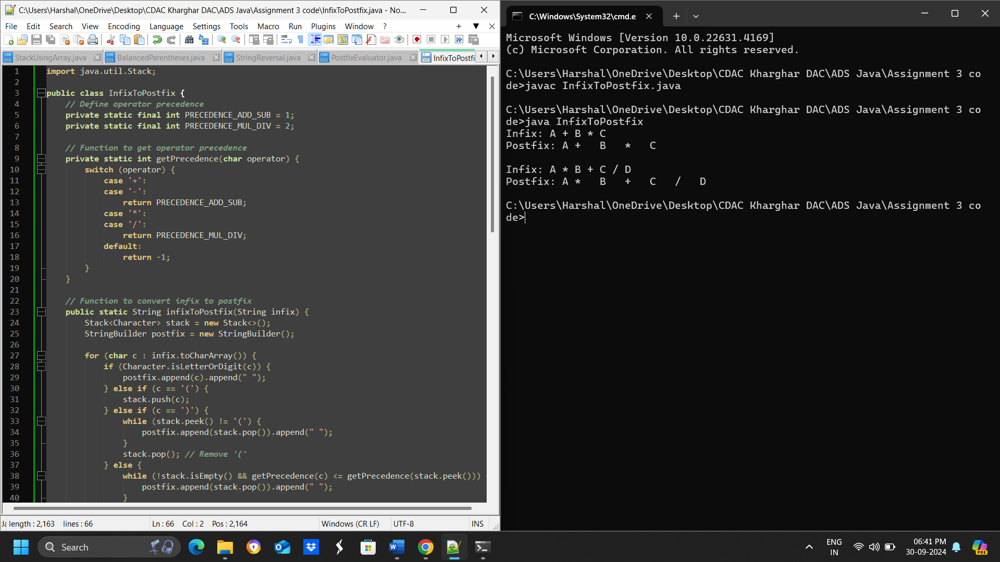 C:\Users\Harshal\OneDrive\Desktop\CDAC Kharghar DAC\ADS Java\Assignment 3 code\InfixToPostfix.java - No...
File Edit Search View Encoding Language Settings Tools Macro Run Plugins Window ?
StackUsingArray.java BalancedParentheses.java StringReversal.java PostfixEvaluator.java InfixToPostfi
1 import java.util.Stack;
2
3 public class InfixToPostfix {
4 // Define operator precedence
5 private static final int PRECEDENCE_ADD_SUB = 1;
6 private static final int PRECEDENCE_MUL_DIV = 2;
7
8 // Function to get operator precedence
9 private static int getPrecedence(char operator) {
10 switch (operator) {
11 case '+':
12 case '-':
13 return PRECEDENCE_ADD_SUB;
14 case '*':
15 case '/':
16 return PRECEDENCE_MUL_DIV;
17 default:
18 return -1;
19 }
20 }
21
22 // Function to convert infix to postfix
23 public static String infixToPostfix(String infix) {
24 Stack<Character> stack = new Stack<>();
25 StringBuilder postfix = new StringBuilder();
26
27 for (char c : infix.toCharArray()) {
28 if (Character.isLetterOrDigit(c)) {
29 postfix.append(c).append(" ");
30 } else if (c == '(') {
31 stack.push(c);
32 } else if (c == ')') {
33 while (stack.peek() != '(') {
34 postfix.append(stack.pop()).append(" ");
35 }
36 stack.pop(); // Remove '('
37 } else {
38 while (!stack.isEmpty() && getPrecedence(c) <= getPrecedence(stack.peek()))
39 postfix.append(stack.pop()).append(" ");
40 }
Ja length : 2,163 lines : 66 Ln : 66 Col : 2 Pos : 2,164 Windows (CR LF) UTF-8 INS
C:\Windows\System32\cmd.e
Microsoft Windows [Version 10.0.22631.4169]
(c) Microsoft Corporation. All rights reserved.
C:\Users\Harshal\OneDrive\Desktop\CDAC Kharghar DAC\ADS Java\Assignment 3 co
de>javac InfixToPostfix.java
C:\Users\Harshal\OneDrive\Desktop\CDAC Kharghar DAC\ADS Java\Assignment 3 co
de>java InfixToPostfix
Infix: A + B * C
Postfix: A +   B   *   C
Infix: A * B + C / D
Postfix: A *   B   +   C   /   D
C:\Users\Harshal\OneDrive\Desktop\CDAC Kharghar DAC\ADS Java\Assignment 3 co
de>
Search
ENG
IN
06:41 PM
30-09-2024
PRE